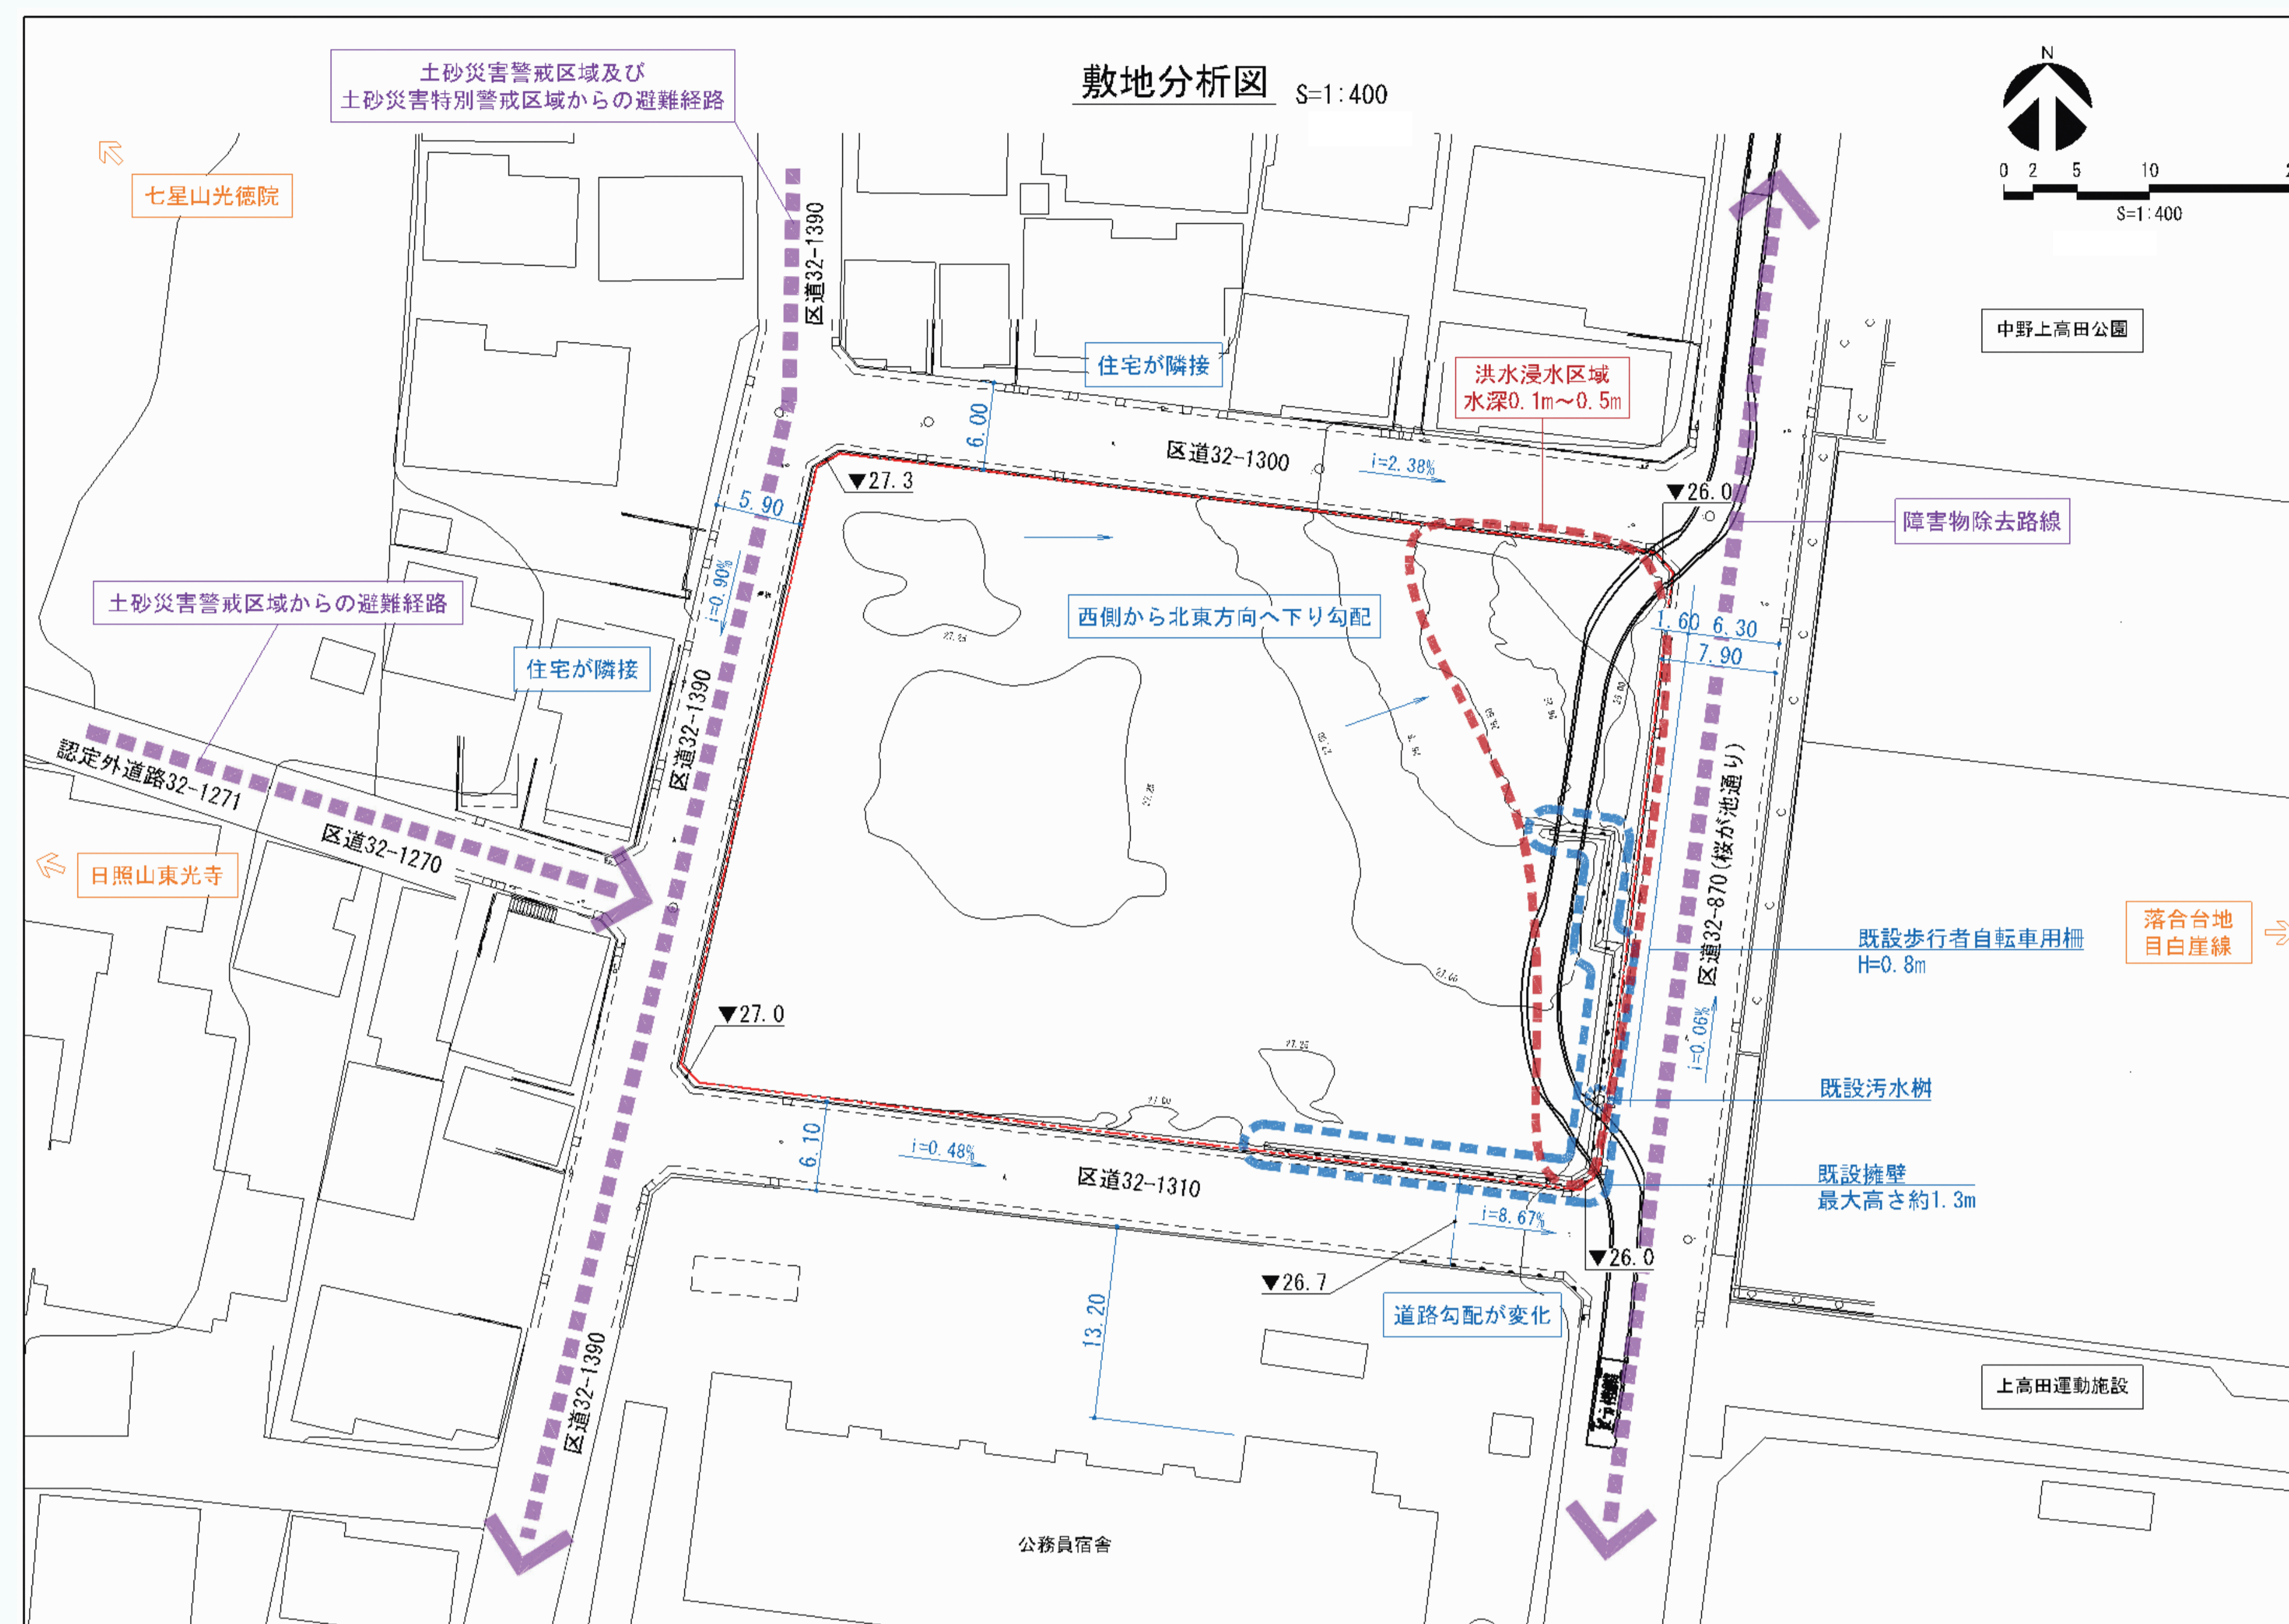 敷地分析図 S=1:400
N
0 2 5 10 2
S=1:400
土砂災害警戒区域及び
土砂災害特別警戒区域からの避難経路
七星山光徳院
区道32-1390
住宅が隣接
中野上高田公園
洪水浸水区域
水深0.1m～0.5m
6.00
区道32-1300
i=2.38%
▼27.3
▼26.0
5.90
障害物除去路線
i=0.90%
土砂災害警戒区域からの避難経路
西側から北東方向へ下り勾配
27.25
1.60 6.30
7.90
住宅が隣接
区道32-1390
26.00
認定外道路32-1271
区道32-1270
27.25
区道32-870(桜が池通り)
日照山東光寺
落合台地
目白崖線
既設歩行者自転車用柵
H=0.8m
27.00
▼27.0
i=0.06%
27.25
既設汚水桝
27.00
6.10
i=0.48%
区道32-1310
既設擁壁
最大高さ約1.3m
i=8.67%
▼26.0
▼26.7
13.20
道路勾配が変化
区道32-1390
上高田運動施設
公務員宿舎